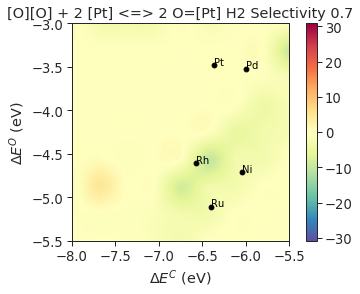 [O][O] + 2 [Pt] <=> 2 O=[Pt] H2 Selectivity 0.7
−3.0
−3.5
−4.0
−4.5
−5.0
−5.5
ΔE^O (eV)
Pt
Pd
Rh
Ni
Ru
−8.0 −7.5 −7.0 −6.5 −6.0 −5.5
ΔE^C (eV)
30
20
10
0
−10
−20
−30